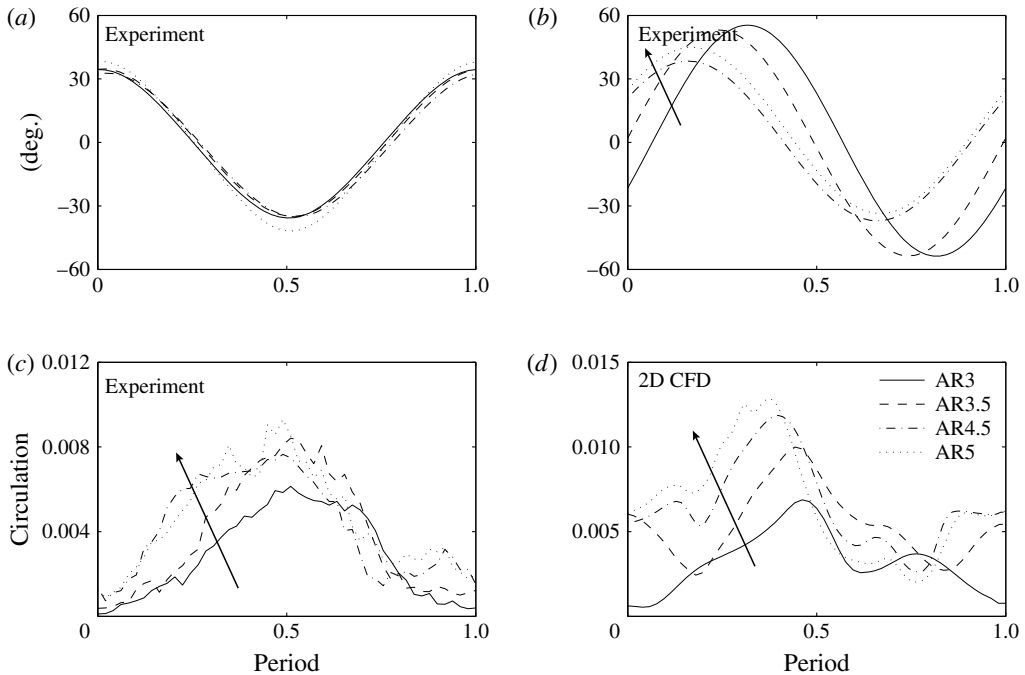 (a)
60
30
0
–30
–60
(deg.)
Experiment
0
0.5
1.0
(b)
60
30
0
–30
–60
Experiment
0
0.5
1.0
(c)
0.012
0.008
0.004
0
Circulation
Experiment
0.5
1.0
Period
(d)
0.015
0.010
0.005
0
2D CFD
AR3
AR3.5
AR4.5
AR5
0.5
1.0
Period